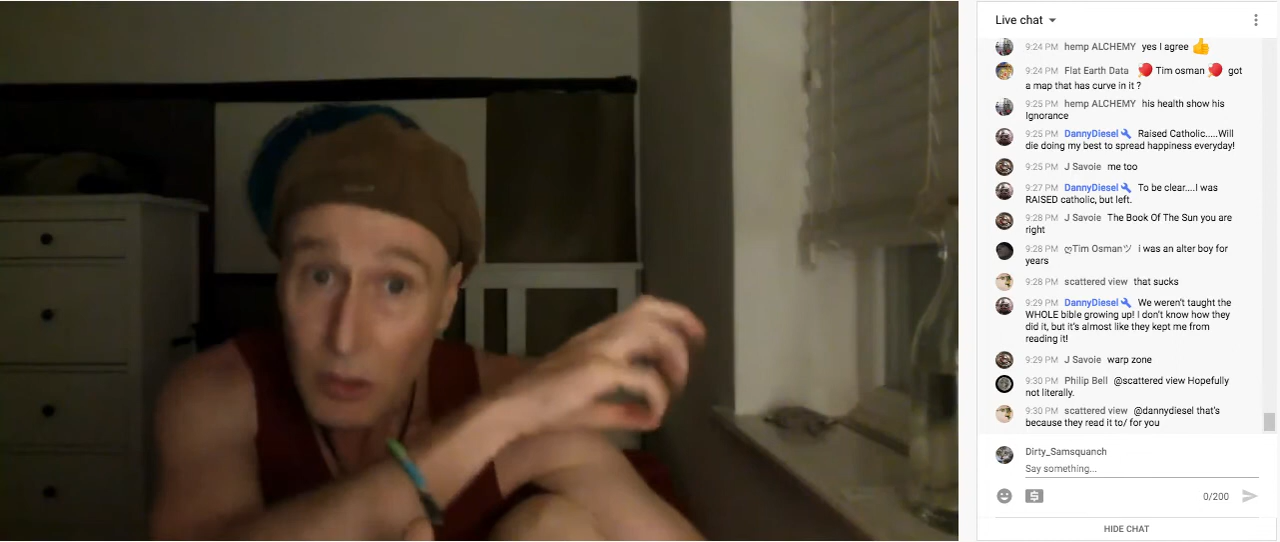 Live chat
9:24 PM hemp ALCHEMY yes I agree 👍
9:24 PM Flat Earth Data Tim osman got
a map that has curve in it ?
9:25 PM hemp ALCHEMY his health show his
Ignorance
9:25 PM DannyDiesel Raised Catholic.....Will
die doing my best to spread happiness everyday!
9:25 PM J Savoie me too
9:27 PM DannyDiesel To be clear....I was
RAISED catholic, but left.
9:28 PM J Savoie The Book Of The Sun you are
right
9:28 PM ღTim Osmanツ i was an alter boy for
years
9:28 PM scattered view that sucks
9:29 PM DannyDiesel We weren't taught the
WHOLE bible growing up! I don't know how they
did it, but it's almost like they kept me from
reading it!
9:29 PM J Savoie warp zone
9:30 PM Philip Bell @scattered view Hopefully
not literally.
9:30 PM scattered view @dannydiesel that's
because they read it to/ for you
Dirty_Samsquanch
Say something...
0/200
HIDE CHAT